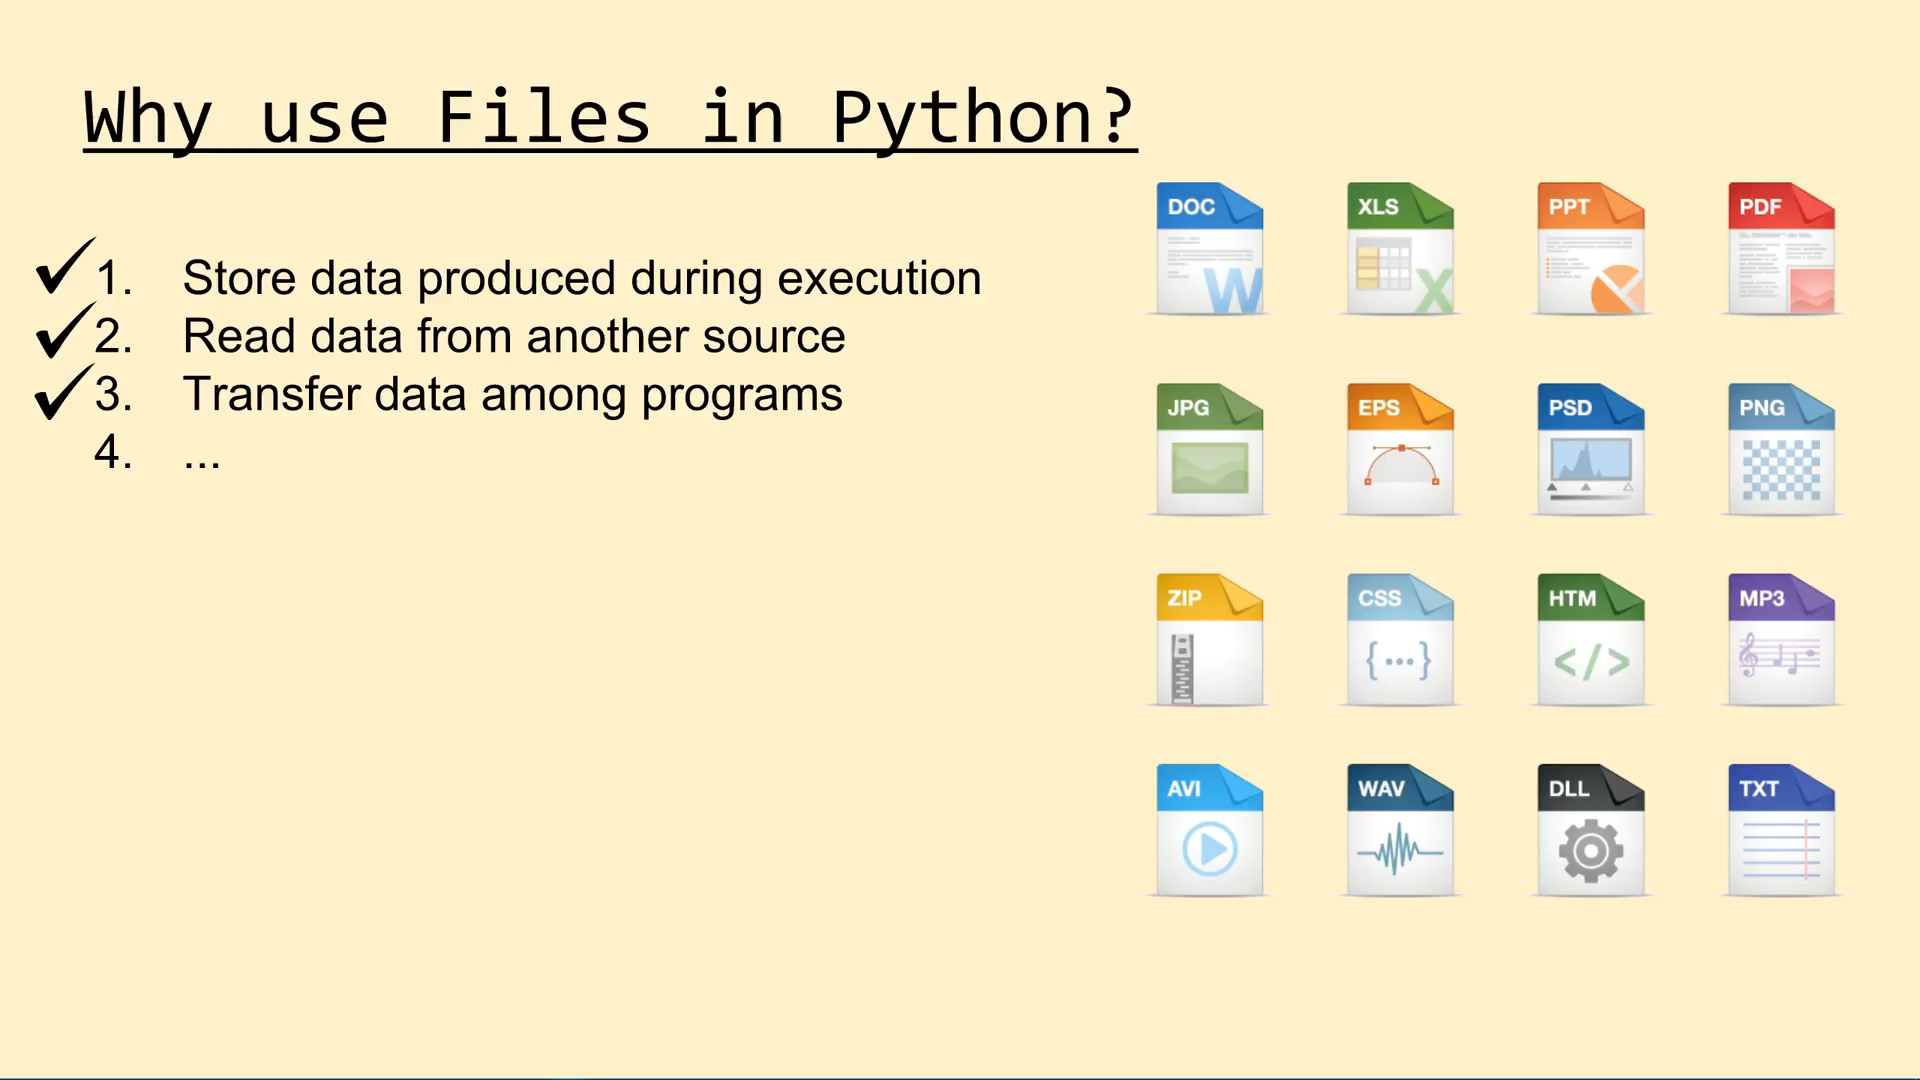 Why use Files in Python?
1. Store data produced during execution
2. Read data from another source
3. Transfer data among programs
4. ...
DOC XLS PPT PDF
W X
JPG EPS PSD PNG
ZIP CSS HTM MP3
{...} </>
AVI WAV DLL TXT